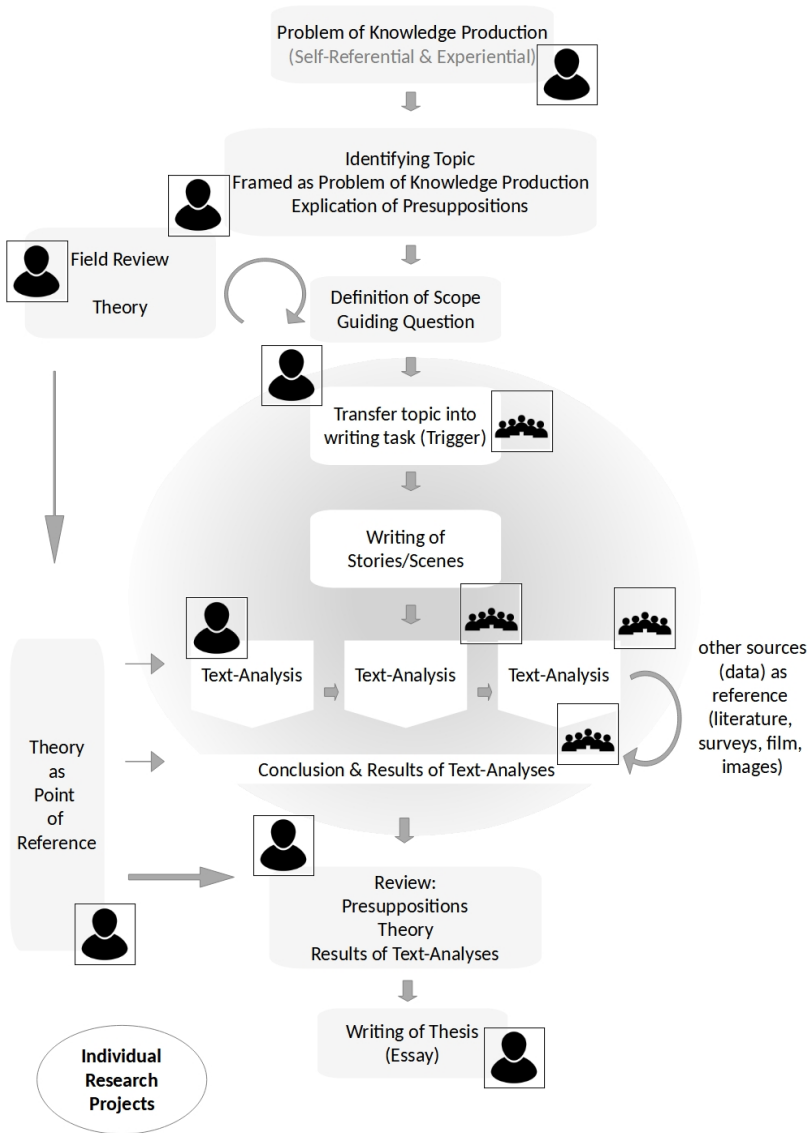 Problem of Knowledge Production
(Self-Referential & Experiential)
Identifying Topic
Framed as Problem of Knowledge Production
Explication of Presuppositions
Field Review
Theory
Definition of Scope
Guiding Question
Transfer topic into
writing task (Trigger)
Writing of
Stories/Scenes
Text-Analysis
Text-Analysis
Text-Analysis
other sources
(data) as
reference
(literature,
surveys, film,
images)
Conclusion & Results of Text-Analyses
Theory
as
Point
of
Reference
Review:
Presuppositions
Theory
Results of Text-Analyses
Writing of Thesis
(Essay)
Individual
Research
Projects